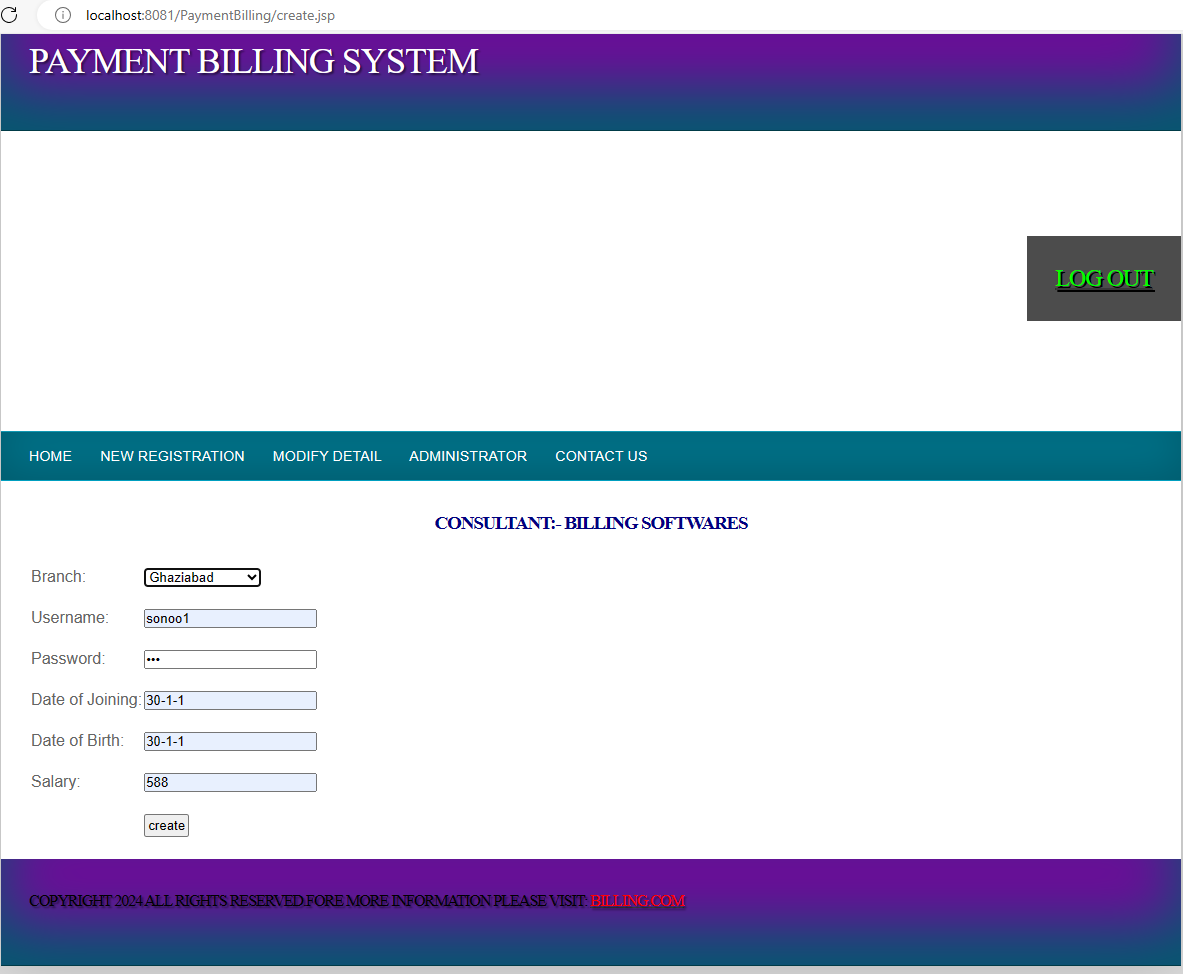 localhost:8081/PaymentBilling/create.jsp
PAYMENT BILLING SYSTEM
LOG OUT
HOME NEW REGISTRATION MODIFY DETAIL ADMINISTRATOR CONTACT US
CONSULTANT:- BILLING SOFTWARES
Branch: Ghaziabad
Username: sonoo1
Password: •••
Date of Joining: 30-1-1
Date of Birth: 30-1-1
Salary: 588
create
COPYRIGHT 2024 ALL RIGHTS RESERVED.FORE MORE INFORMATION PLEASE VISIT: BILLING.COM